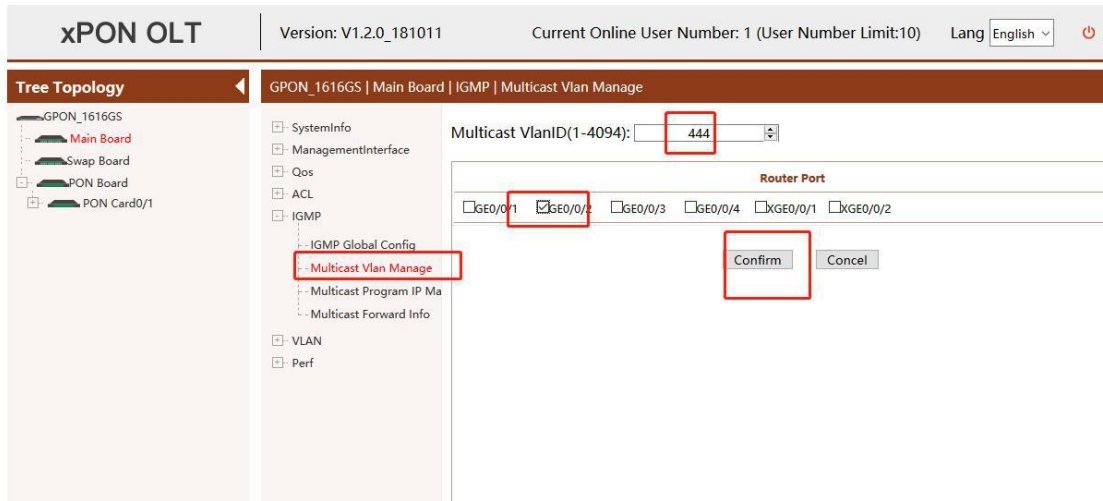 xPON OLT
Version: V1.2.0_181011
Current Online User Number: 1 (User Number Limit:10)
Lang English
Tree Topology
GPON_1616GS | Main Board | IGMP | Multicast Vlan Manage
GPON_1616GS
Main Board
Swap Board
PON Board
PON Card0/1
SystemInfo
ManagementInterface
Qos
ACL
IGMP
IGMP Global Config
Multicast Vlan Manage
Multicast Program IP Ma
Multicast Forward Info
VLAN
Perf
Multicast VlanID(1-4094): 444
Router Port
GE0/0/1 GE0/0/2 GE0/0/3 GE0/0/4 XGE0/0/1 XGE0/0/2
Confirm Concel